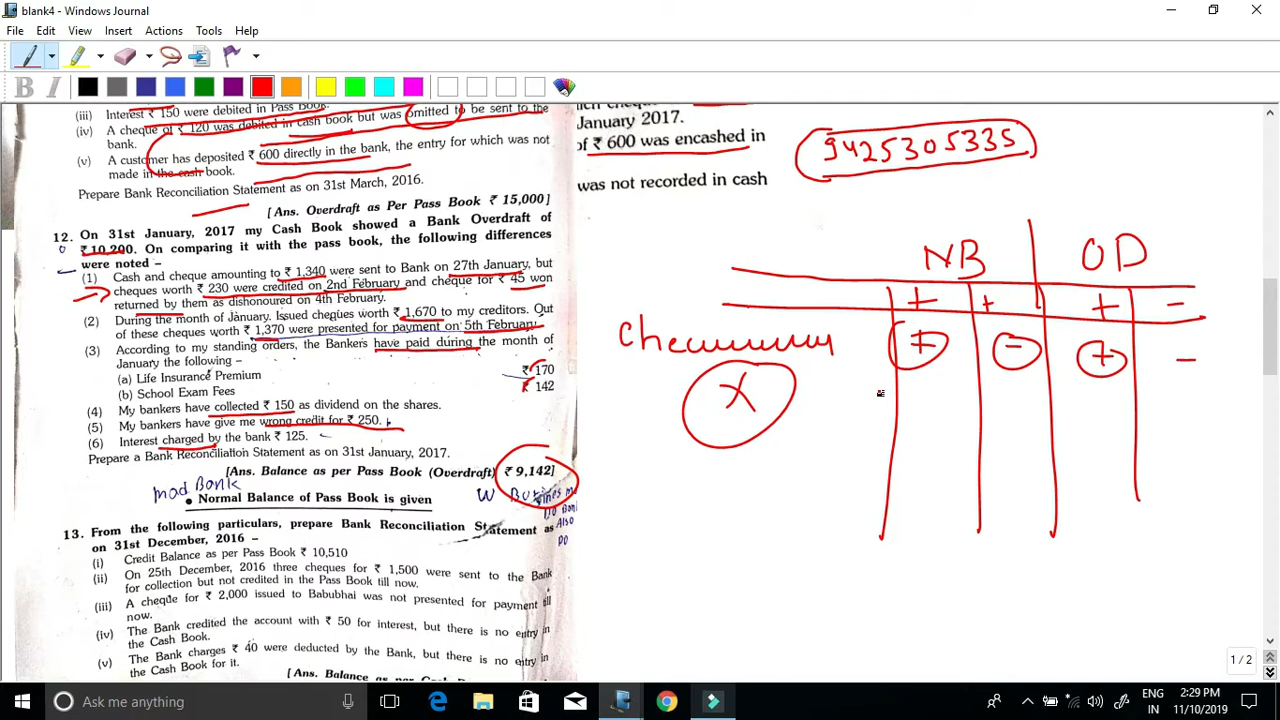 blank4 - Windows Journal
File Edit View Insert Actions Tools Help
B I
(iii) Interest ₹ 150 were debited in Pass Book.
(iv) A cheque of ₹ 120 was debited in cash book but was omitted to be sent to the
bank.
(v) A customer has deposited ₹ 600 directly in the bank, the entry for which was not
made in the cash book.
Prepare Bank Reconciliation Statement as on 31st March, 2016.
[Ans. Overdraft as Per Pass Book ₹ 15,000]
12. On 31st January, 2017 my Cash Book showed a Bank Overdraft of
₹ 10,200. On comparing it with the pass book, the following differences
were noted –
(1) Cash and cheque amounting to ₹ 1,340 were sent to Bank on 27th January, but
cheques worth ₹ 230 were credited on 2nd February and cheque for ₹ 45 won
returned by them as dishonoured on 4th February.
(2) During the month of January. Issued cheques worth ₹ 1,670 to my creditors. Out
of these cheques worth ₹ 1,370 were presented for payment on 5th February.
(3) According to my standing orders, the Bankers have paid during the month of
January the following –
(a) Life Insurance Premium ₹ 170
(b) School Exam Fees ₹ 142
(4) My bankers have collected ₹ 150 as dividend on the shares.
(5) My bankers have give me wrong credit for ₹ 250.
(6) Interest charged by the bank ₹ 125.
Prepare a Bank Reconciliation Statement as on 31st January, 2017.
[Ans. Balance as per Pass Book (Overdraft) ₹ 9,142]
mad Bank
• Normal Balance of Pass Book is given
13. From the following particulars, prepare Bank Reconciliation Statement as
on 31st December, 2016 –
(i) Credit Balance as per Pass Book ₹ 10,510
(ii) On 25th December, 2016 three cheques for ₹ 1,500 were sent to the Bank
for collection but not credited in the Pass Book till now.
(iii) A cheque for ₹ 2,000 issued to Babubhai was not presented for payment till
now.
(iv) The Bank credited the account with ₹ 50 for interest, but there is no entry in
the Cash Book.
(v) The Bank charges ₹ 40 were deducted by the Bank, but there is no entry in
the Cash Book for it.
cheque
January 2017.
of ₹ 600 was encashed in
was not recorded in cash
9425305335
NB OD
+ + + -
+ - + -
X
1 / 2
Ask me anything
ENG
IN
2:29 PM
11/10/2019